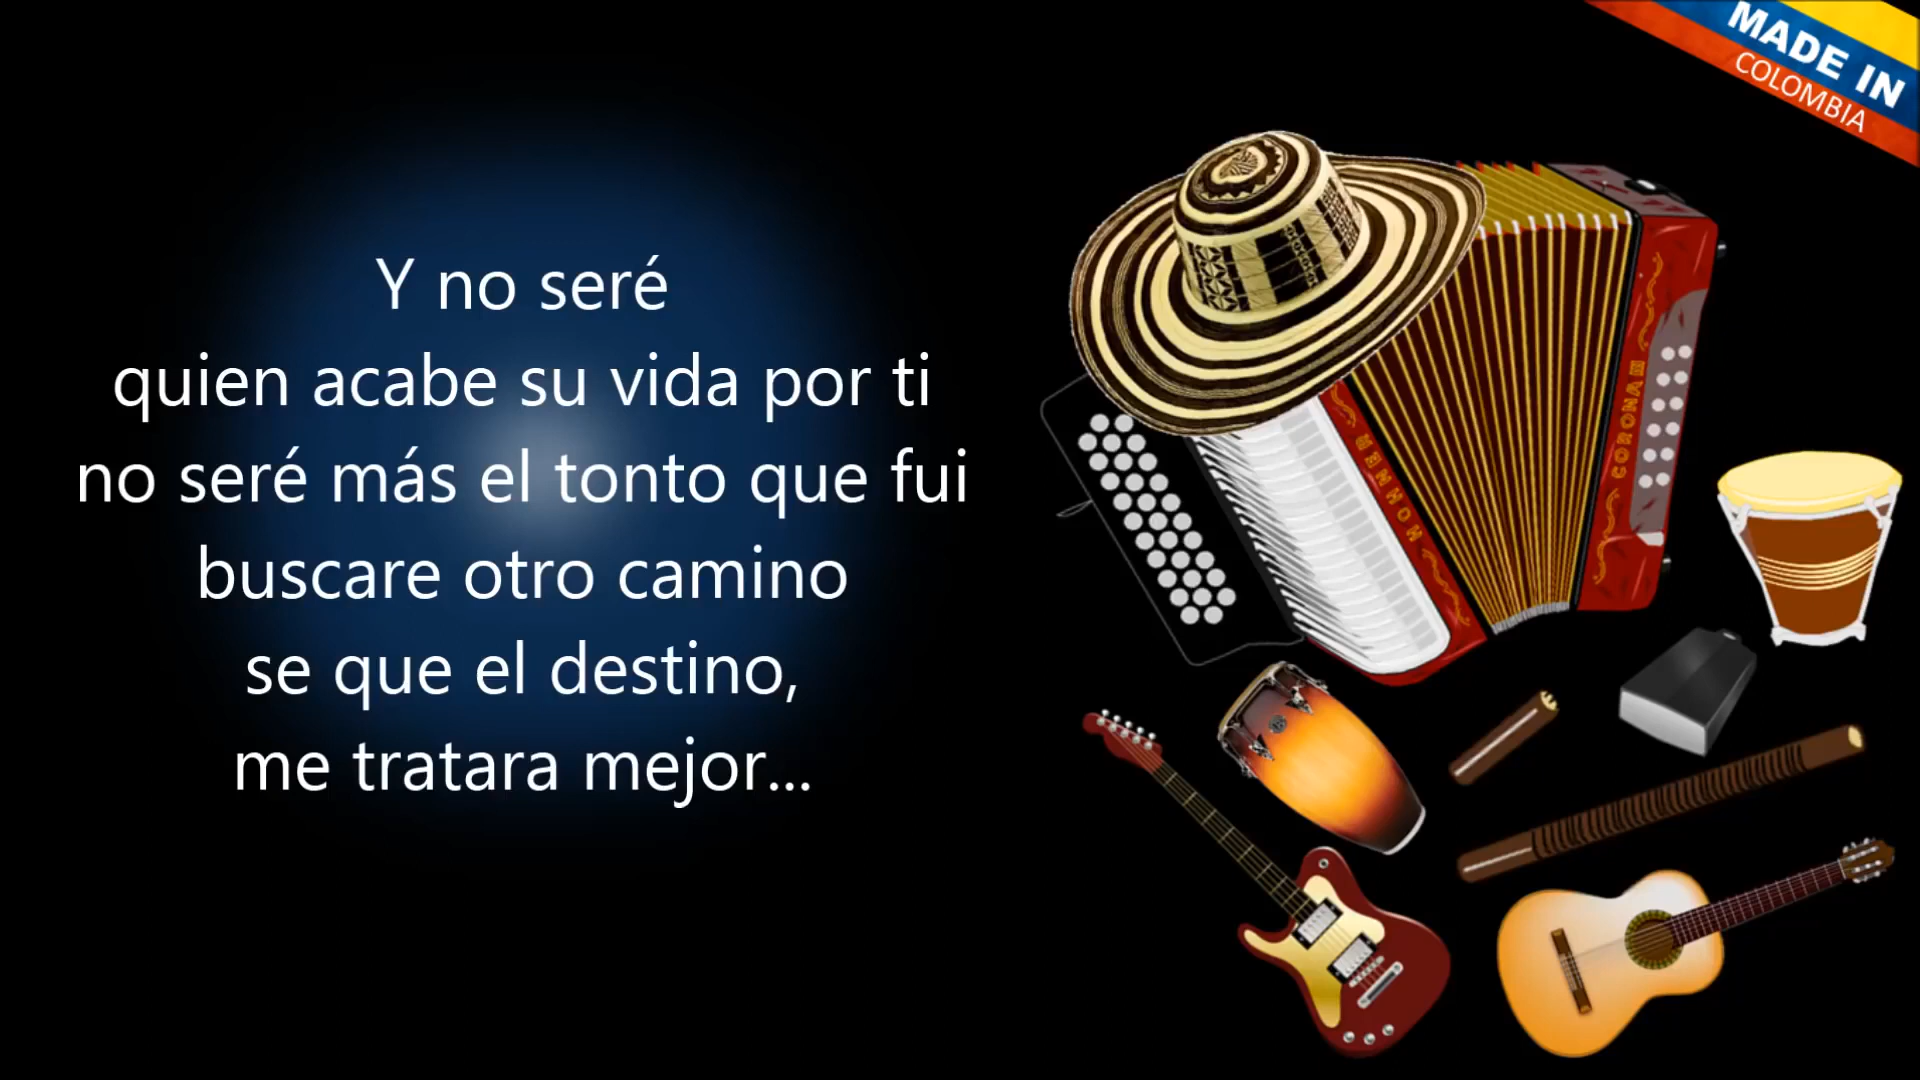 Y no seré
quien acabe su vida por ti
no seré más el tonto que fui
buscare otro camino
se que el destino,
me tratara mejor...
MADE IN
COLOMBIA
HOHNER
CORONA III